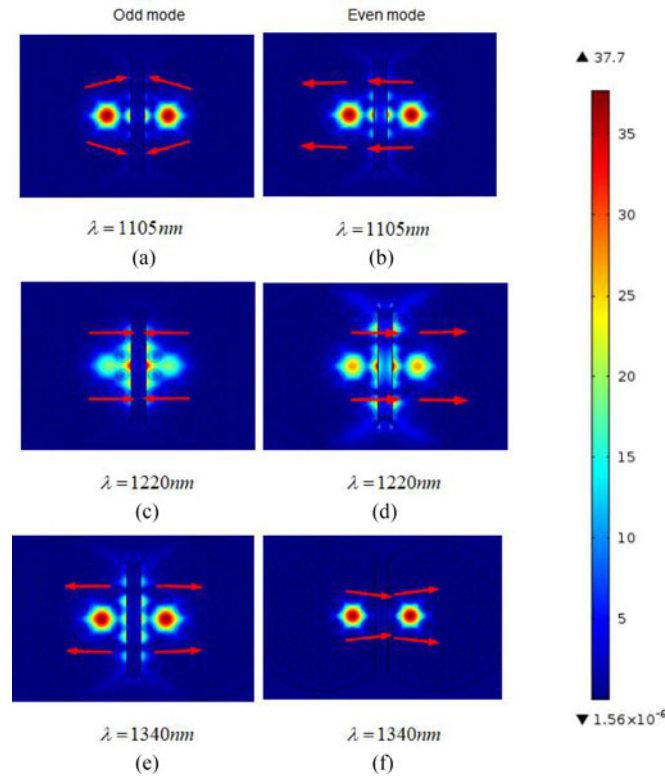 Odd mode Even mode
▲ 37.7
35
30
25
20
15
10
5
▼ 1.56×10⁻⁶
λ = 1105nm λ = 1105nm
(a) (b)
λ = 1220nm λ = 1220nm
(c) (d)
λ = 1340nm λ = 1340nm
(e) (f)